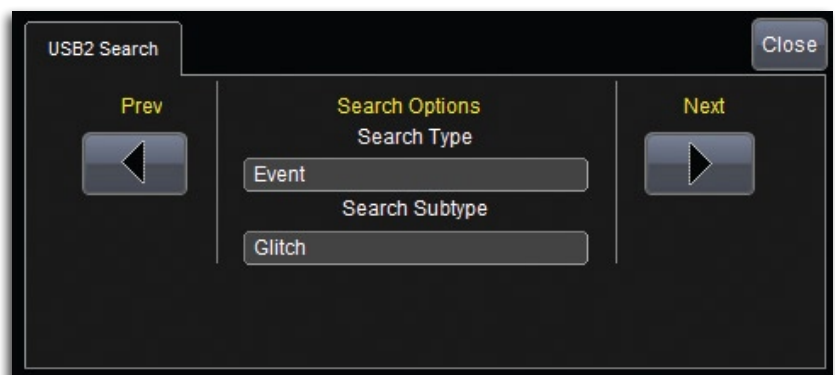 USB2 Search
Close
Prev
Search Options
Next
Search Type
Event
Search Subtype
Glitch